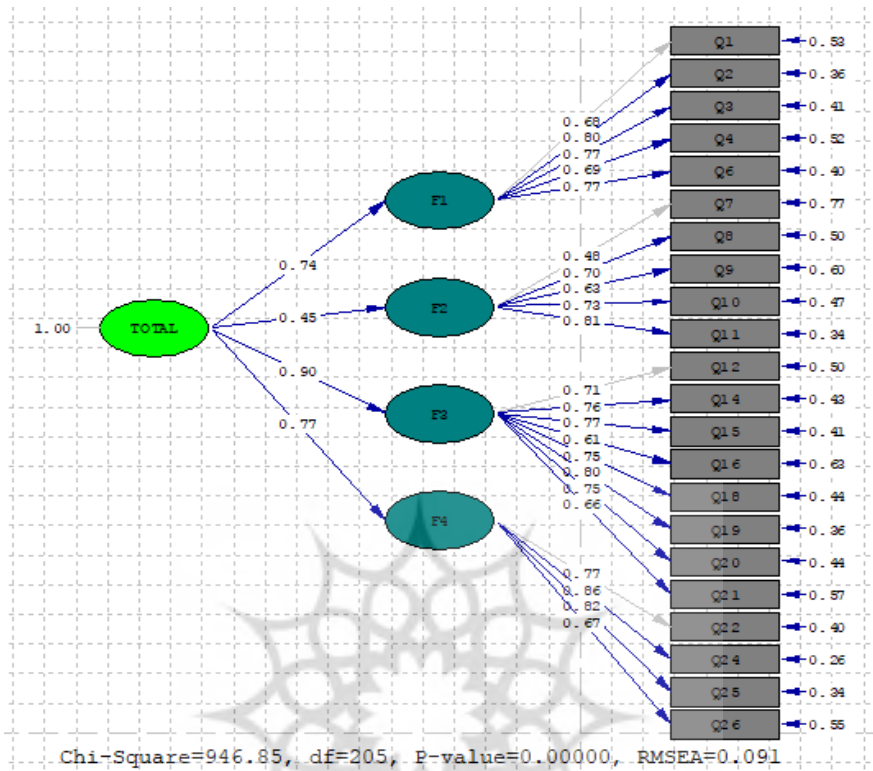 Q1 0.53
Q2 0.36
Q3 0.41
Q4 0.52
Q6 0.40
Q7 0.77
Q8 0.50
Q9 0.60
Q10 0.47
Q11 0.34
Q12 0.50
Q14 0.43
Q15 0.41
Q16 0.63
Q18 0.44
Q19 0.36
Q20 0.44
Q21 0.57
Q22 0.40
Q24 0.26
Q25 0.34
Q26 0.55
0.68
0.80
0.77
0.69
0.77
0.48
0.70
0.63
0.73
0.81
0.71
0.76
0.77
0.61
0.75
0.80
0.75
0.66
0.77
0.86
0.82
0.67
F1
F2
F3
F4
0.74
0.45
0.90
0.77
1.00 TOTAL
Chi-Square=946.85, df=205, P-value=0.00000, RMSEA=0.091